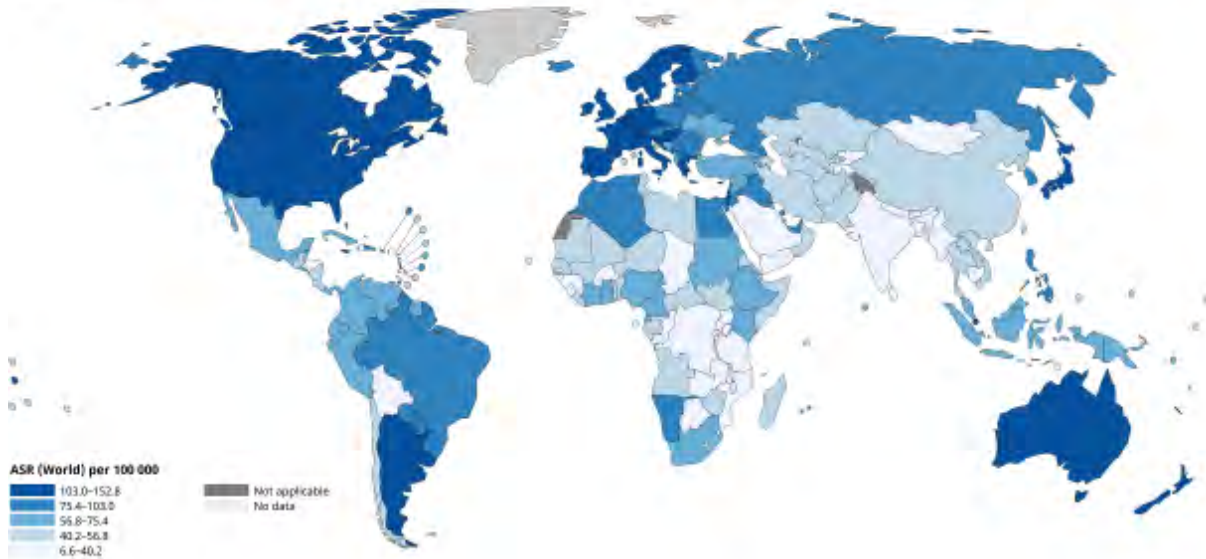 ASR (World) per 100 000
103.0–152.8
75.4–103.0
56.8–75.4
40.2–56.8
6.6–40.2
Not applicable
No data